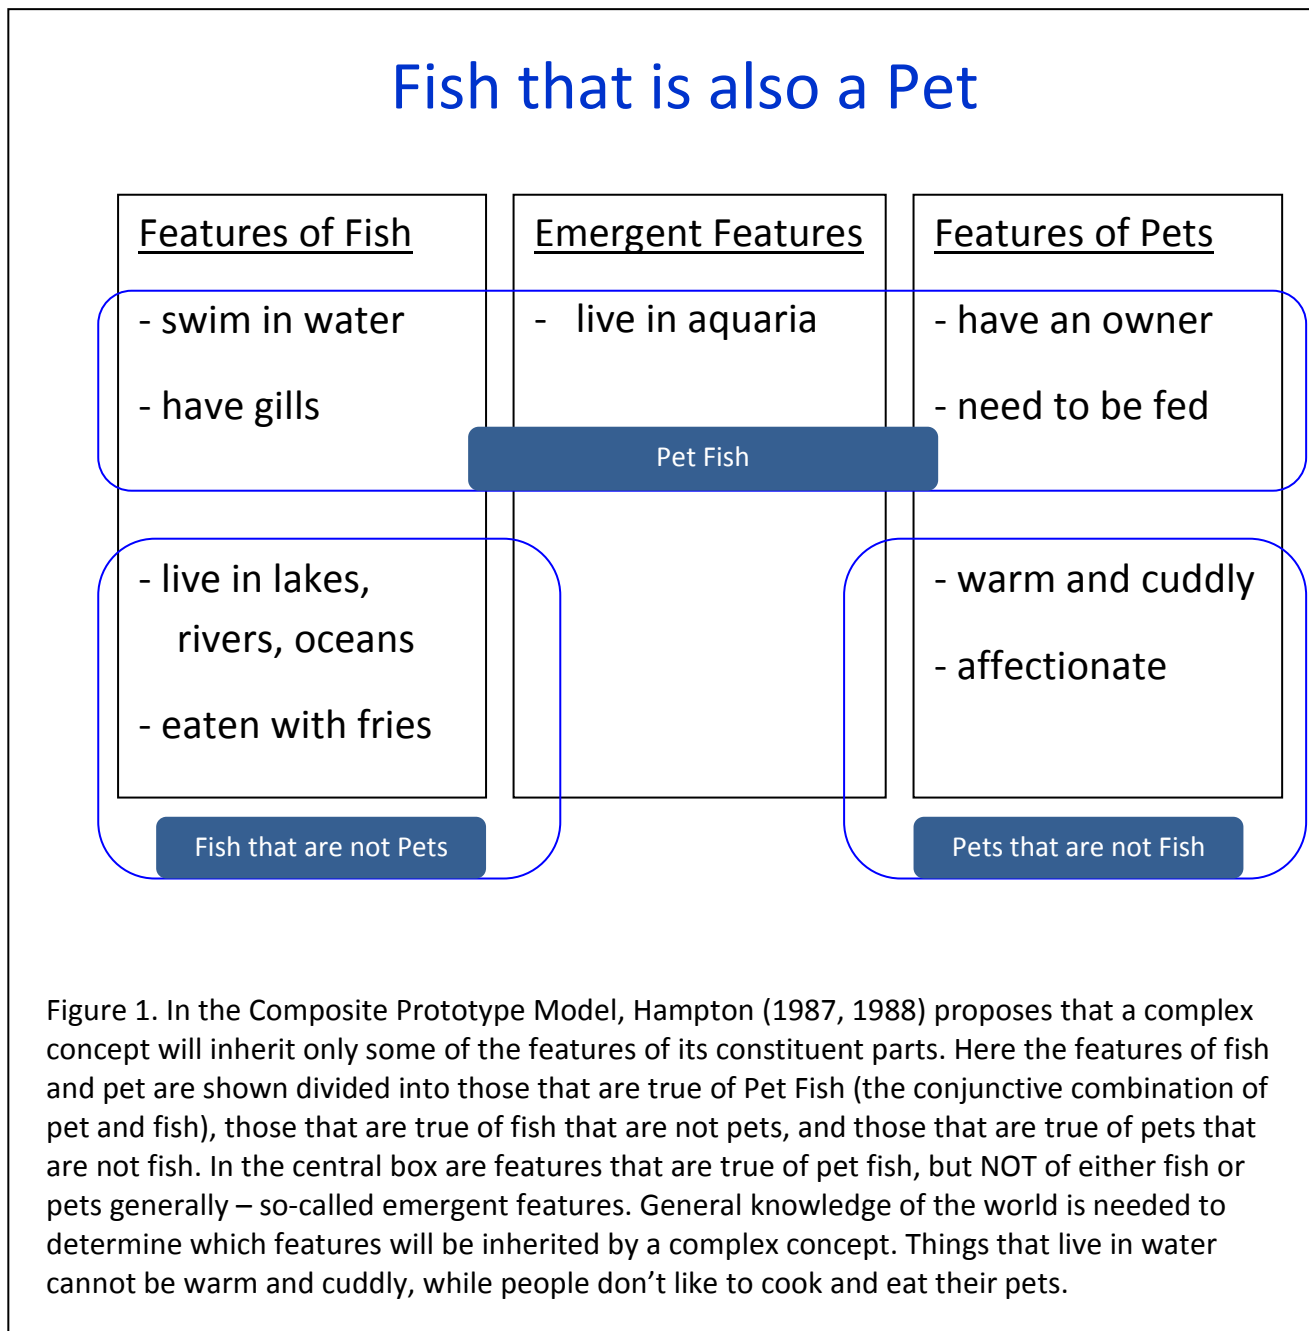 Fish that is also a Pet
Features of Fish
- swim in water
- have gills
- live in lakes,
rivers, oceans
- eaten with fries
Emergent Features
- live in aquaria
Features of Pets
- have an owner
- need to be fed
- warm and cuddly
- affectionate
Pet Fish
Fish that are not Pets
Pets that are not Fish
Figure 1. In the Composite Prototype Model, Hampton (1987, 1988) proposes that a complex
concept will inherit only some of the features of its constituent parts. Here the features of fish
and pet are shown divided into those that are true of Pet Fish (the conjunctive combination of
pet and fish), those that are true of fish that are not pets, and those that are true of pets that
are not fish. In the central box are features that are true of pet fish, but NOT of either fish or
pets generally – so-called emergent features. General knowledge of the world is needed to
determine which features will be inherited by a complex concept. Things that live in water
cannot be warm and cuddly, while people don’t like to cook and eat their pets.